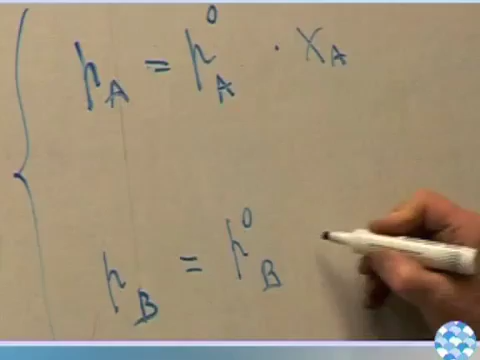 p_A = p_A^0 · X_A
p_B = p_B^0